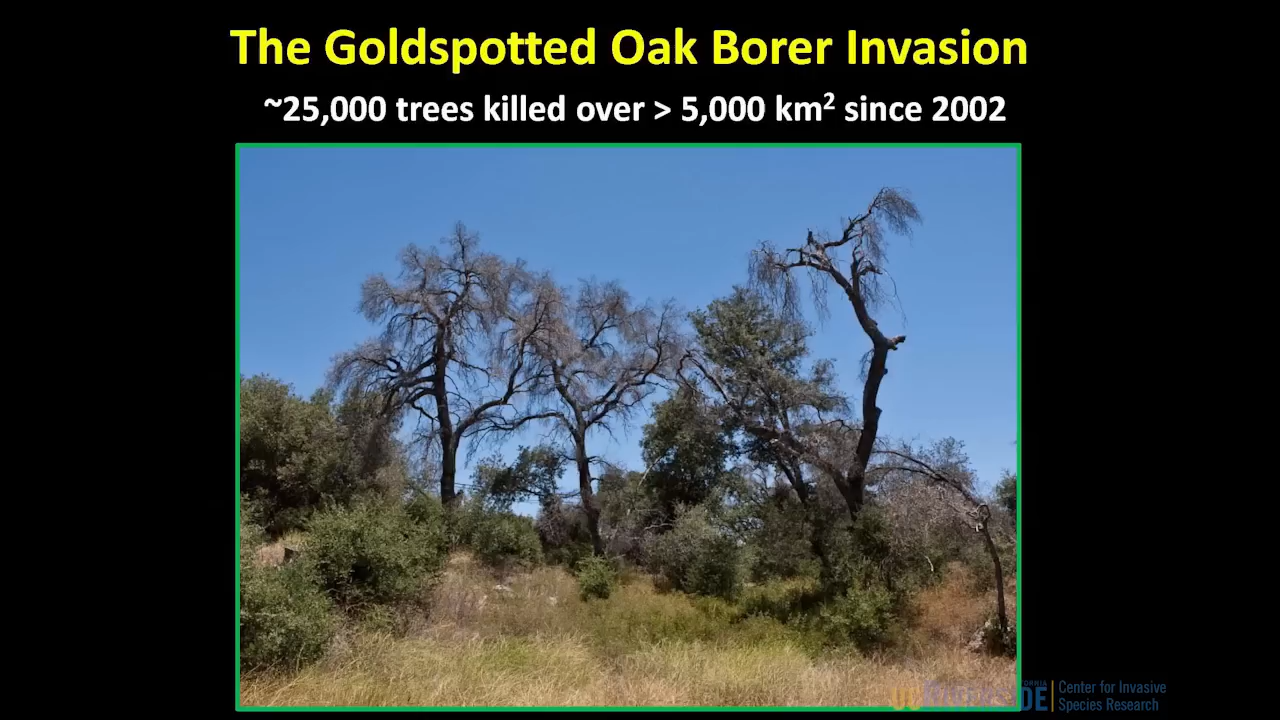 The Goldspotted Oak Borer Invasion
~25,000 trees killed over > 5,000 km² since 2002
Center for Invasive
Species Research